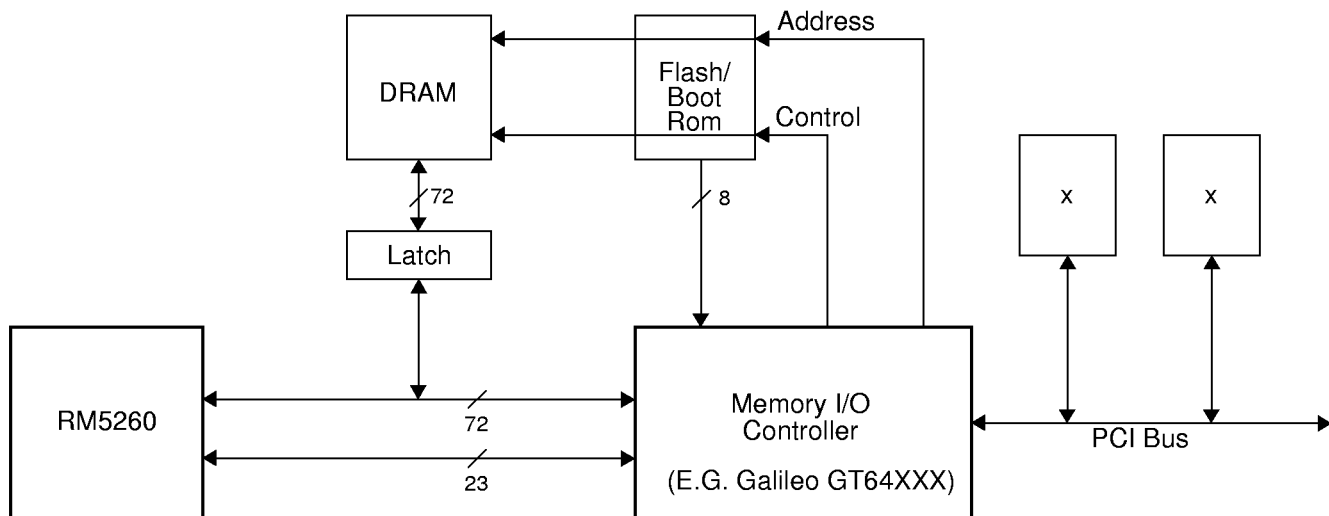 Address
DRAM
Flash/
Boot
Rom
Control
72
8
x
x
Latch
RM5260
72
23
Memory I/O
Controller
(E.G. Galileo GT64XXX)
PCI Bus